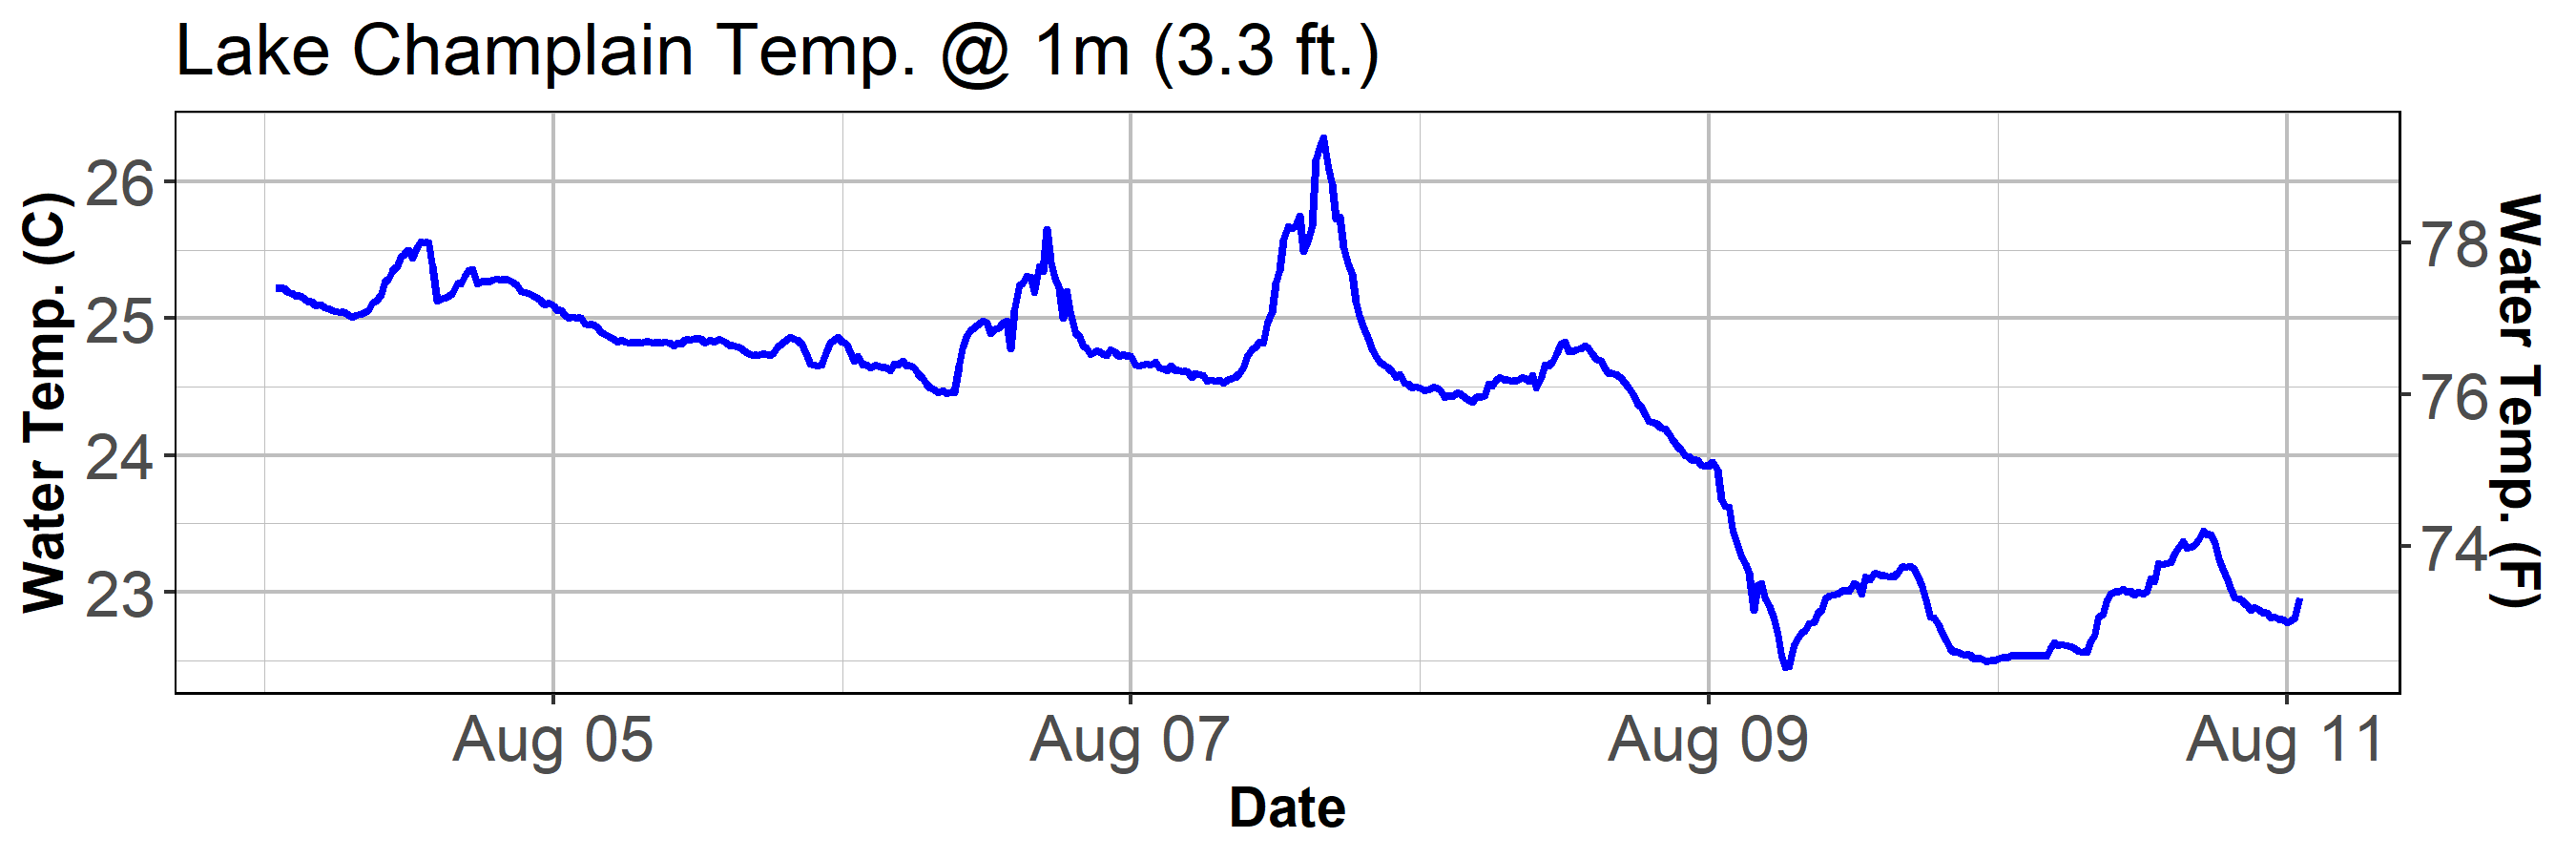 Lake Champlain Temp. @ 1m (3.3 ft.)
Water Temp. (C)
26
25
24
23
78
76
74
Water Temp. (F)
Aug 05 Aug 07 Aug 09 Aug 11
Date